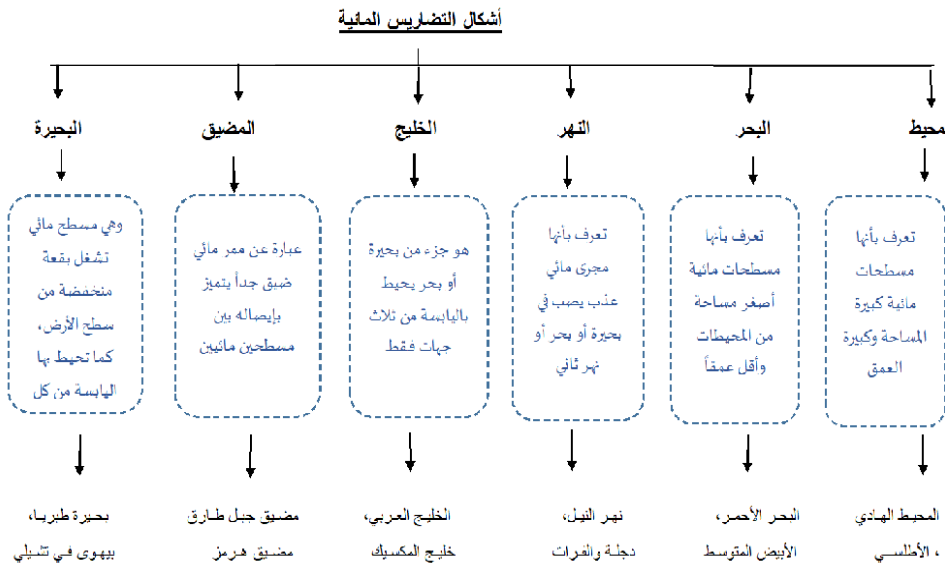 أشكال التضاريس المائية
محيط
البحر
النهر
الخليج
المضيق
البحيرة
تعرف بأنها
مسطحات
مائية كبيرة
المساحة وكبيرة
العمق
تعرف بأنها
مسطحات مائية
أصغر مساحة
من المحيطات
وأقل عمقاً
تعرف بأنها
مجرى مائي
عذب يصب في
بحيرة أو بحر أو
نهر ثاني
هو جزء من بحيرة
أو بحر يحيط
باليابسة من ثلاث
جهات فقط
عبارة عن ممر مائي
ضيق جداً يتميز
بإيصاله بين
مسطحين مائيين
وهي مسطح مائي
تشغل بقعة
منخفضة من
سطح الأرض،
كما تحيط بها
اليابسة من كل
المحيط الهادي
، الأطلسي
البحر الأحمر،
الأبيض المتوسط
نهر النيل،
دجلة والفرات
الخليج العربي،
خليج المكسيك
مضيق جبل طارق
مضيق هرمز
بحيرة طبريا،
بيهوى في تشيلي